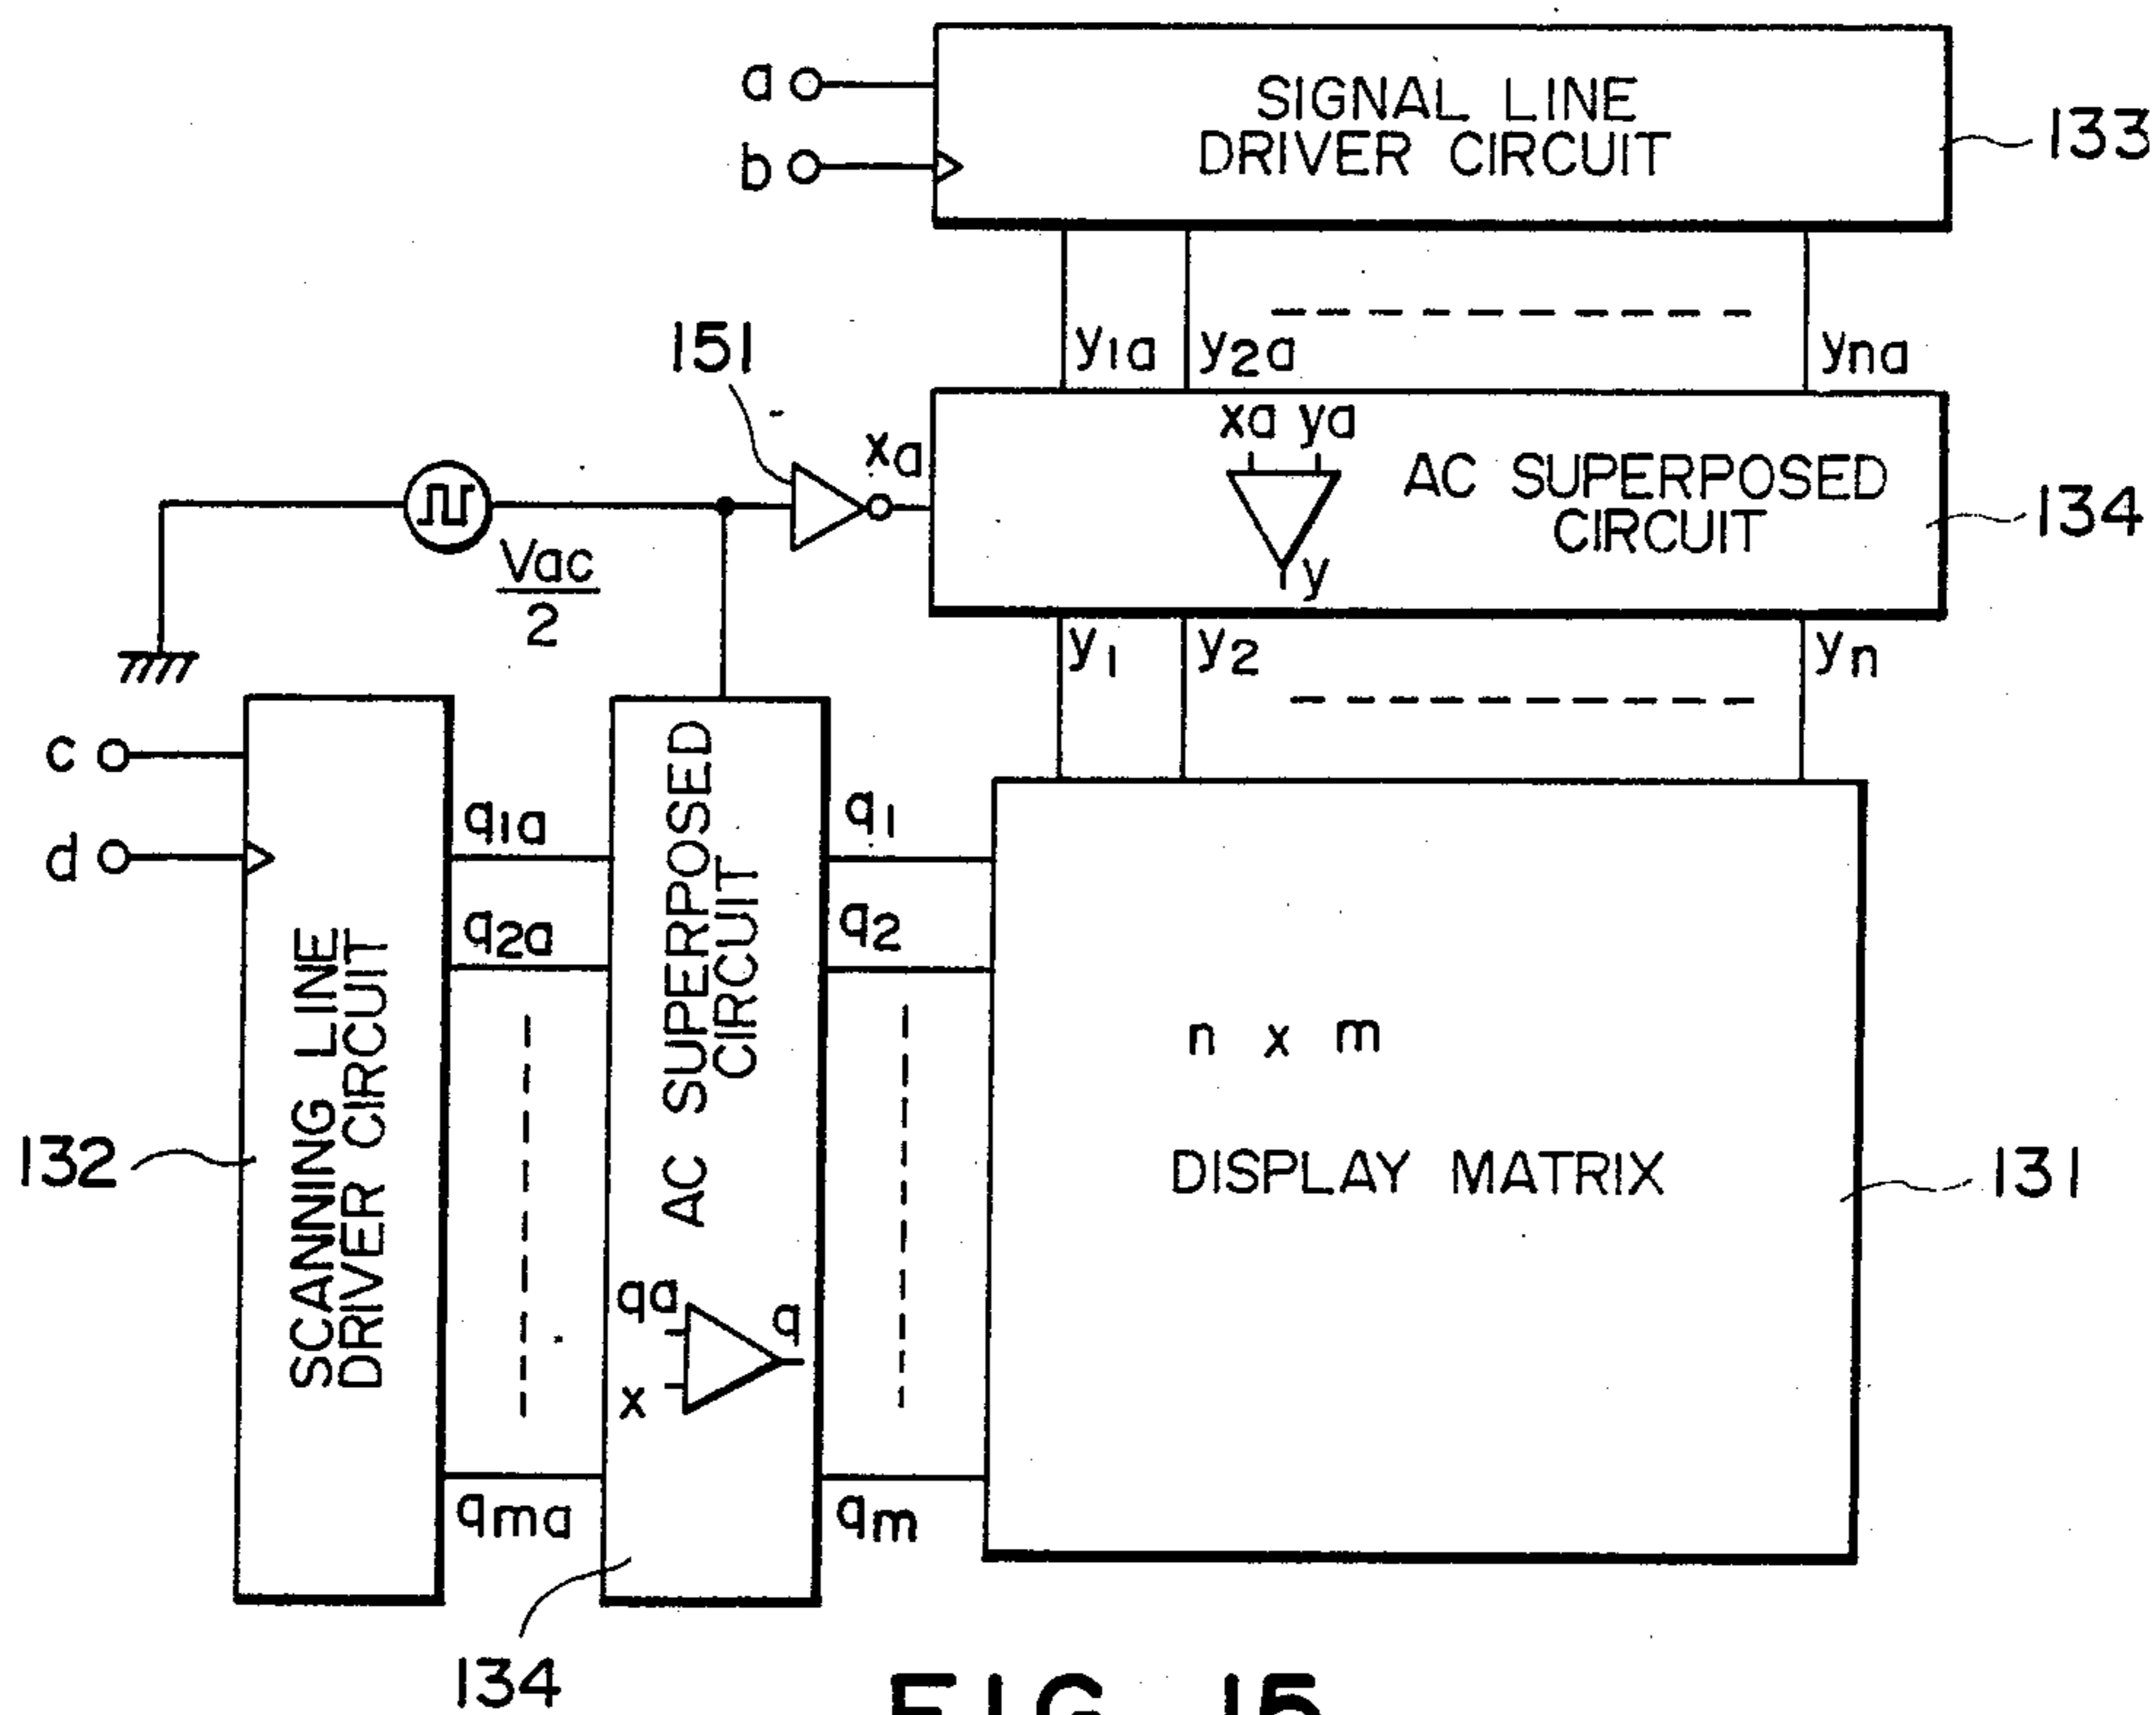 a
b
SIGNAL LINE
DRIVER CIRCUIT
133
y1a
y2a
yna
151
xa
xa ya
y
AC SUPERPOSED
CIRCUIT
134
Vac
2
y1
y2
yn
c
d
SCANNING LINE
DRIVER CIRCUIT
132
q1a
q2a
qma
AC SUPERPOSED
CIRCUIT
qa
x
q
134
q1
q2
qm
n x m
DISPLAY MATRIX
131
FIG. 15